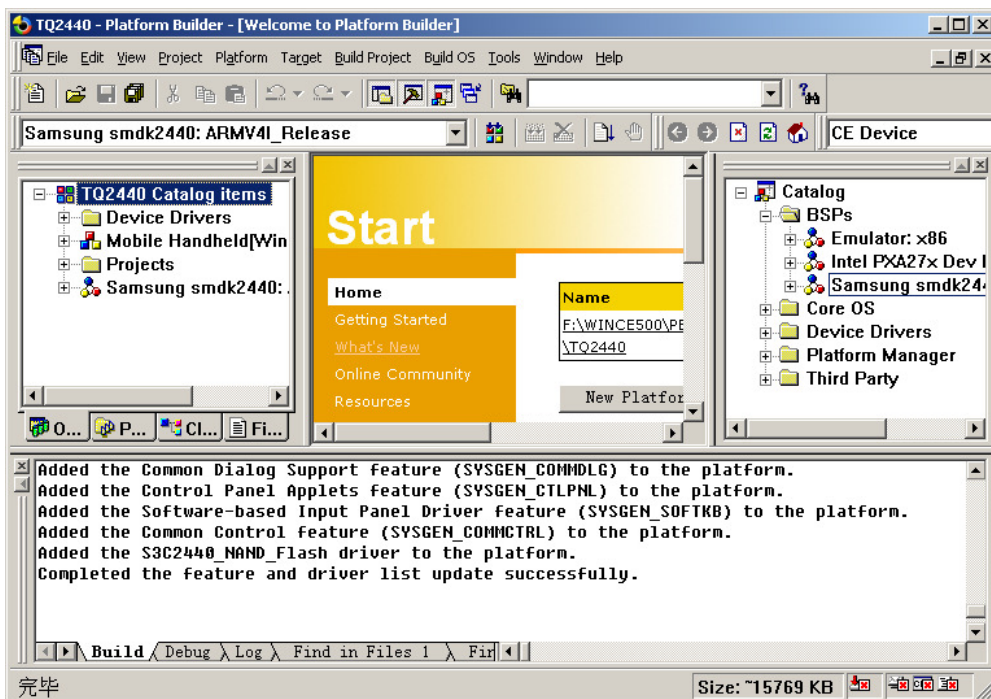 TQ2440 - Platform Builder - [Welcome to Platform Builder]
File Edit View Project Platform Target Build Project Build OS Tools Window Help
Samsung smdk2440: ARMV4I_Release
CE Device
TQ2440 Catalog items
Device Drivers
Mobile Handheld[Win
Projects
Samsung smdk2440:
O... P... Cl... Fi...
Start
Home
Getting Started
What's New
Online Community
Resources
Name
F:\WINCE500\PB
\TQ2440
New Platfor
Catalog
BSPs
Emulator: x86
Intel PXA27x Dev
Samsung smdk24
Core OS
Device Drivers
Platform Manager
Third Party
Added the Common Dialog Support feature (SYSGEN_COMMDLG) to the platform.
Added the Control Panel Applets feature (SYSGEN_CTLPNL) to the platform.
Added the Software-based Input Panel Driver feature (SYSGEN_SOFTKB) to the platform.
Added the Common Control feature (SYSGEN_COMMCTRL) to the platform.
Added the S3C2440_NAND_Flash driver to the platform.
Completed the feature and driver list update successfully.
Build Debug Log Find in Files 1 Fin
完毕
Size: ~15769 KB